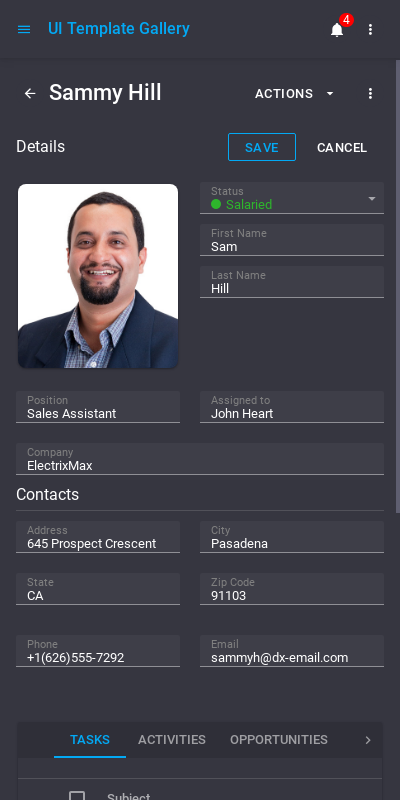 UI Template Gallery
4
Sammy Hill
ACTIONS
Details
SAVE
CANCEL
Status
Salaried
First Name
Sam
Last Name
Hill
Position
Sales Assistant
Assigned to
John Heart
Company
ElectrixMax
Contacts
Address
645 Prospect Crescent
City
Pasadena
State
CA
Zip Code
91103
Phone
+1(626)555-7292
Email
sammyh@dx-email.com
TASKS
ACTIVITIES
OPPORTUNITIES
Subject